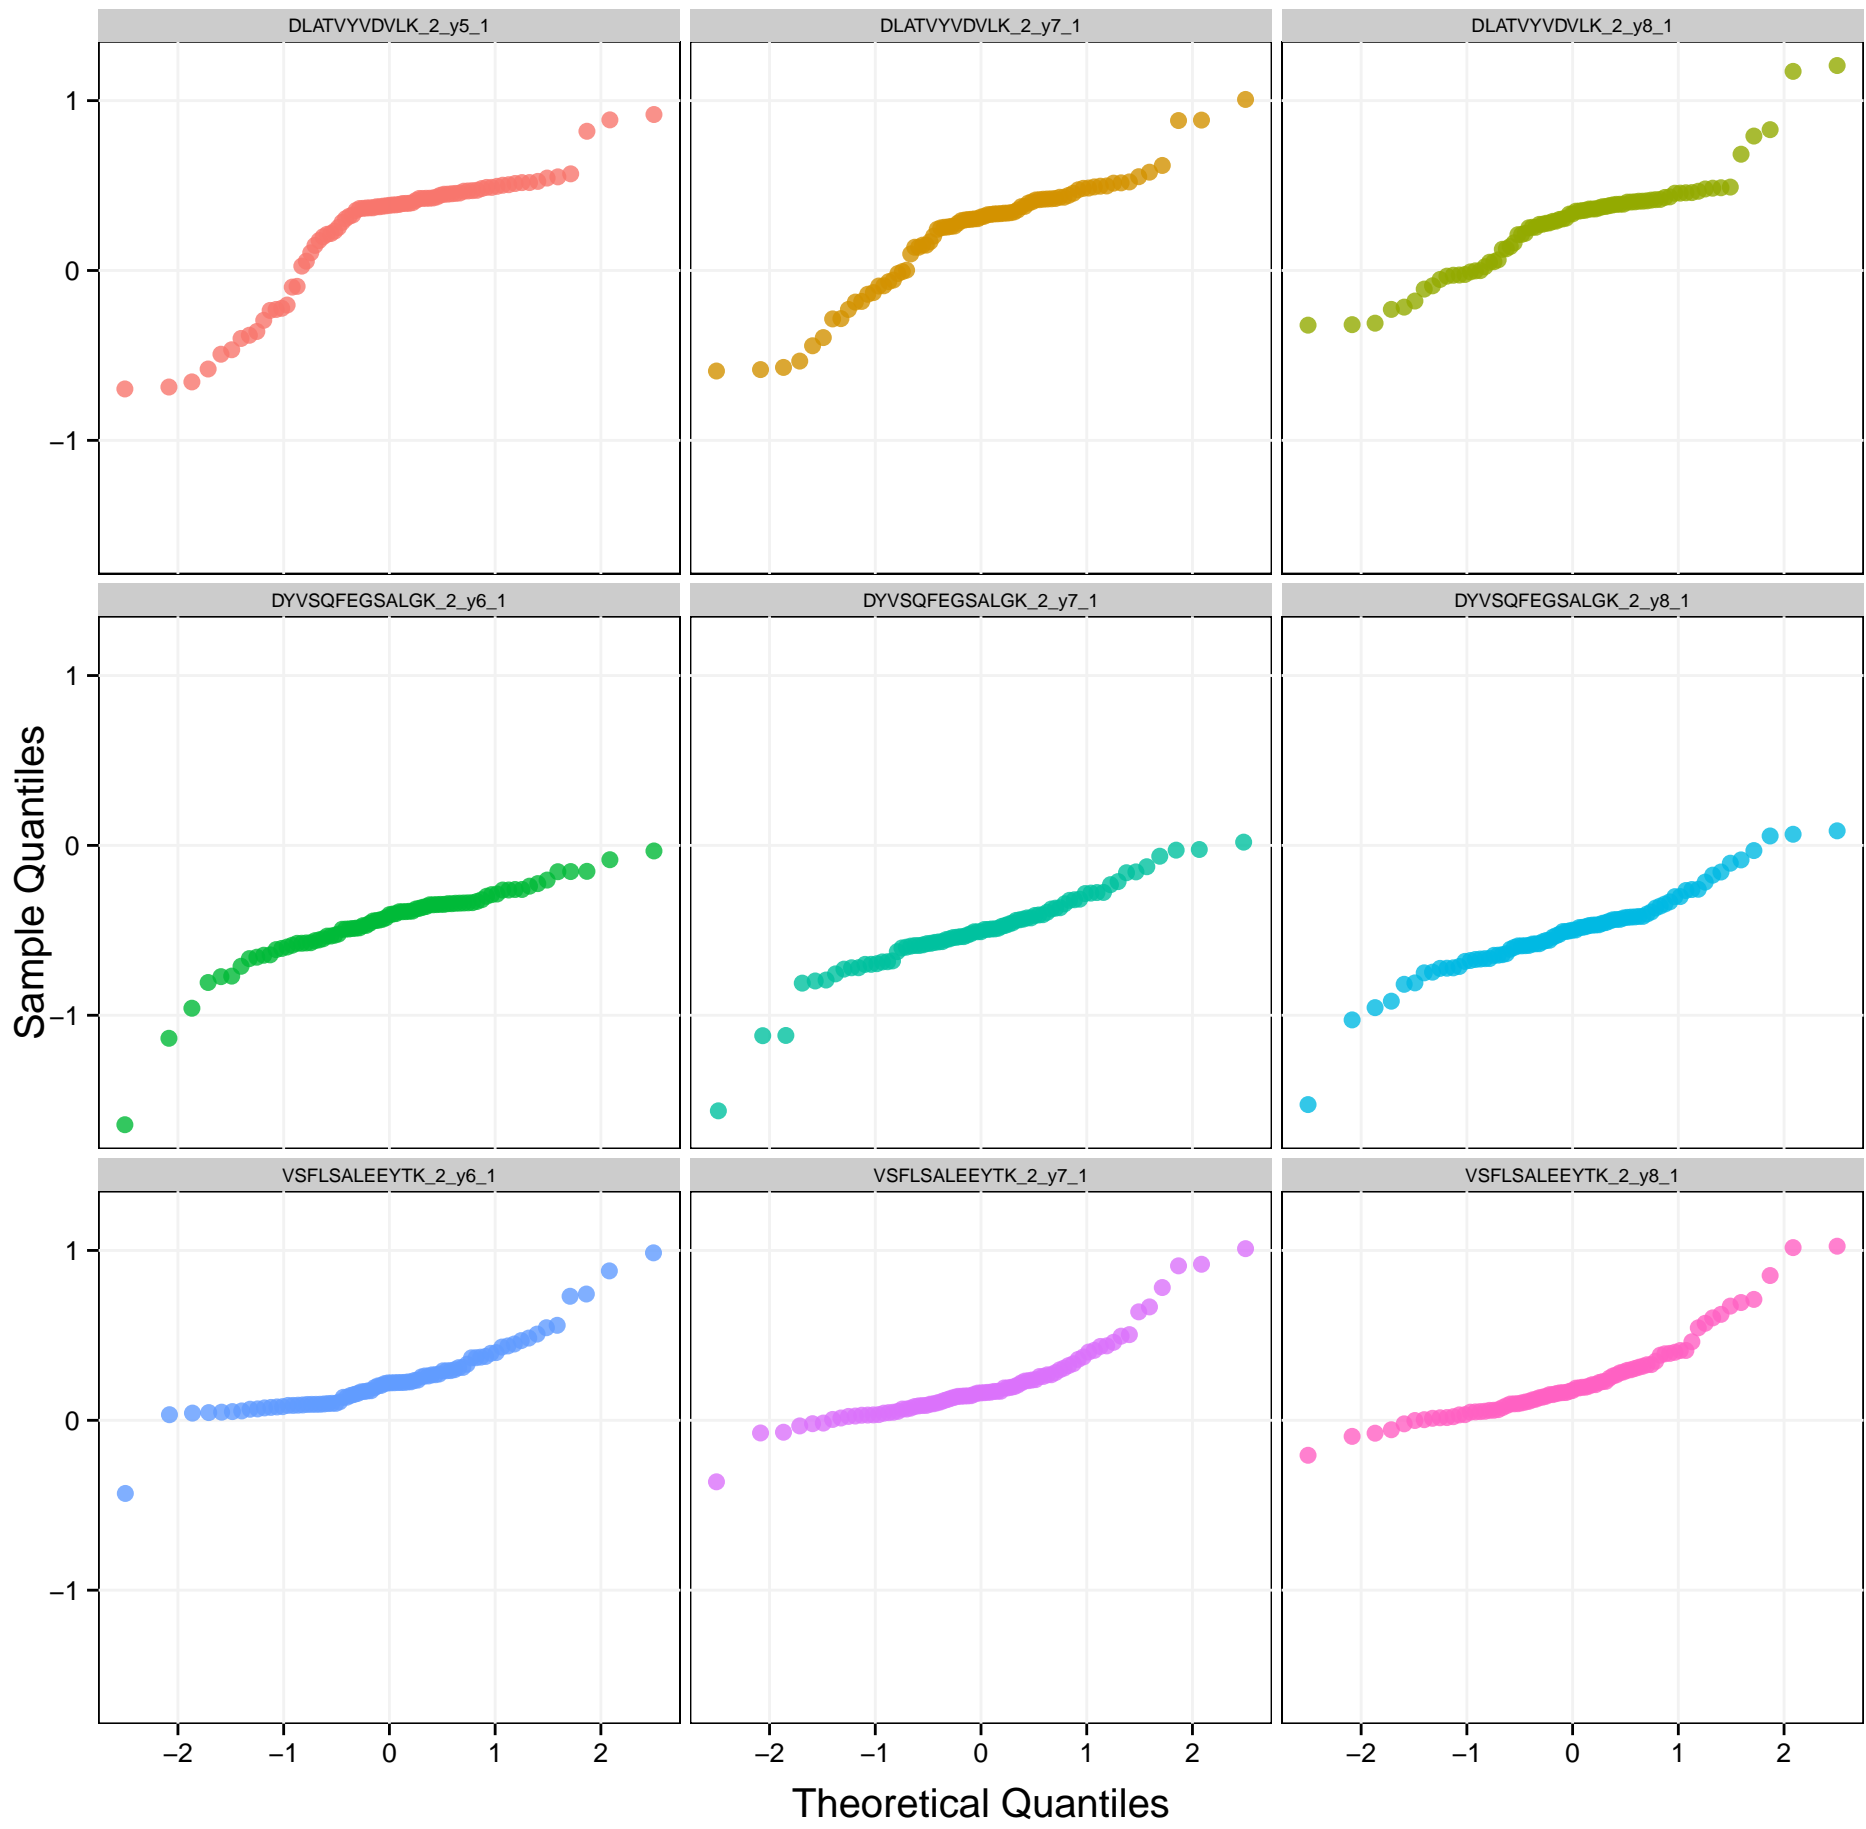 DLATVYVDVLK_2_y5_1
DLATVYVDVLK_2_y7_1
DLATVYVDVLK_2_y8_1
1
0
−1
DYVSQFEGSALGK_2_y6_1
DYVSQFEGSALGK_2_y7_1
DYVSQFEGSALGK_2_y8_1
1
0
−1
Sample Quantiles
VSFLSALEEYTK_2_y6_1
VSFLSALEEYTK_2_y7_1
VSFLSALEEYTK_2_y8_1
1
0
−1
−2 −1 0 1 2
−2 −1 0 1 2
−2 −1 0 1 2
Theoretical Quantiles